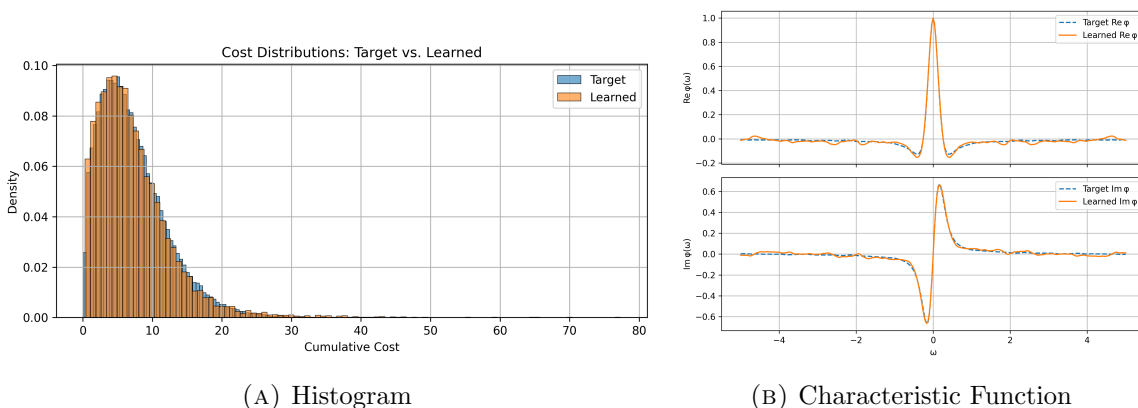 Cost Distributions: Target vs. Learned
Target
Learned
Density
0.10
0.08
0.06
0.04
0.02
0.00
0 10 20 30 40 50 60 70 80
Cumulative Cost
(A) Histogram
Target Re φ
Learned Re φ
Re φ(ω)
1.0
0.8
0.6
0.4
0.2
0.0
−0.2
Target Im φ
Learned Im φ
Im φ(ω)
0.6
0.4
0.2
0.0
−0.2
−0.4
−0.6
−4 −2 0 2 4
ω
(B) Characteristic Function